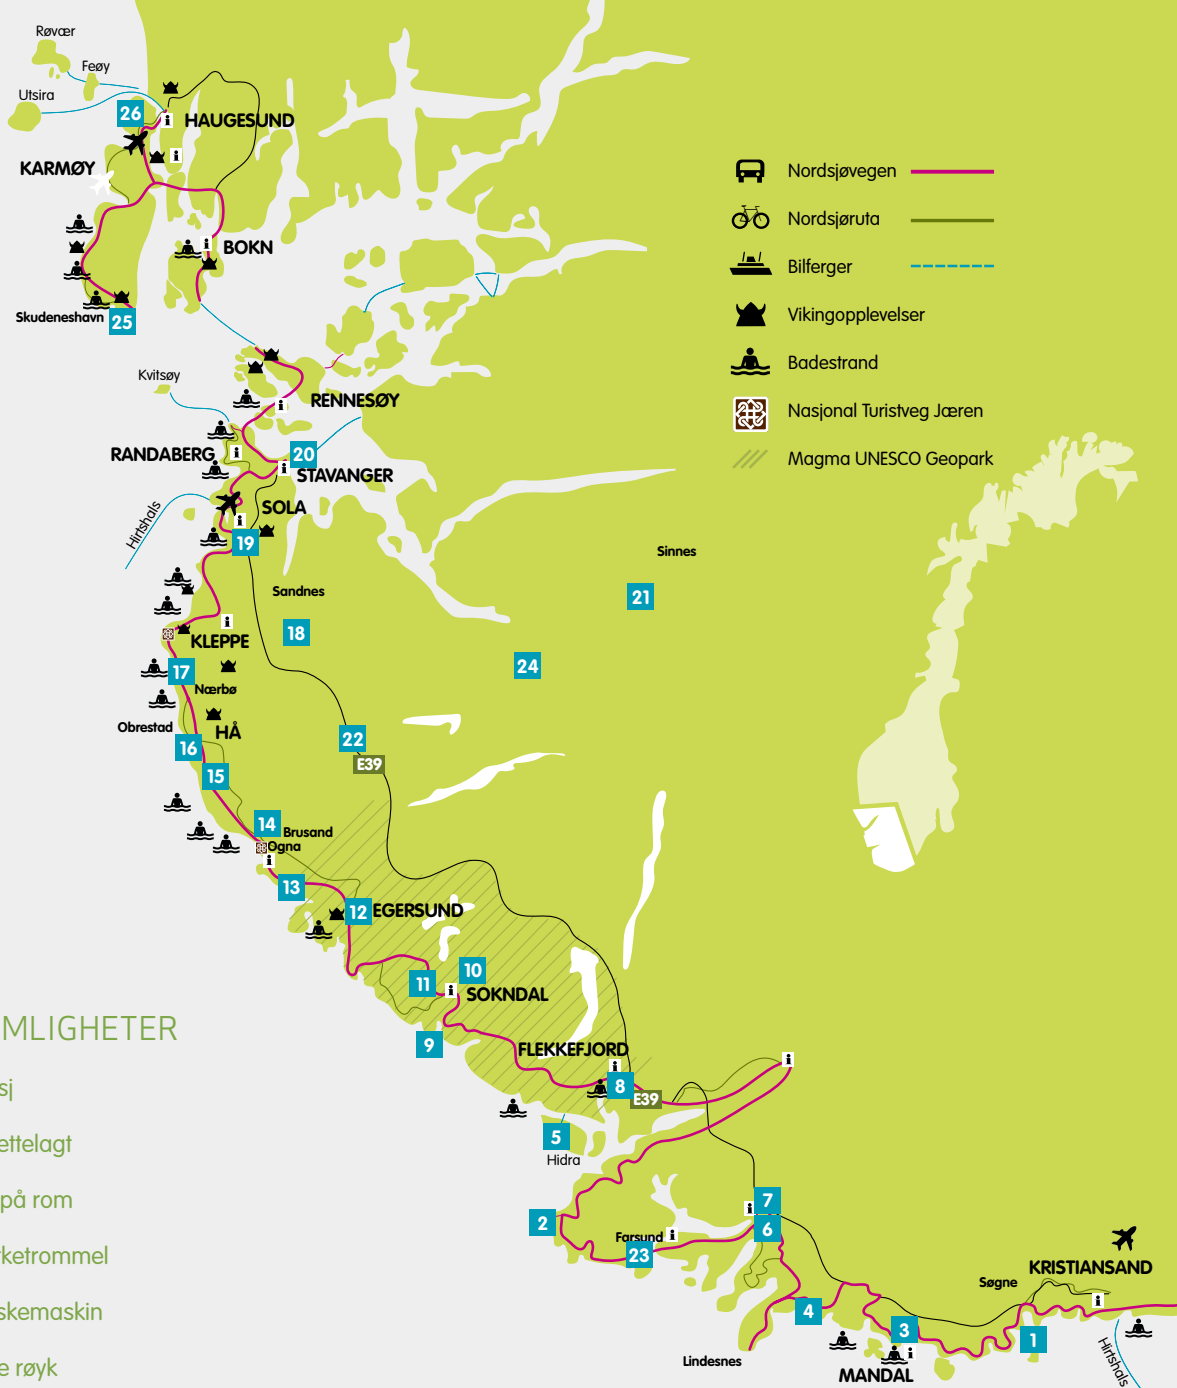 Røvær
Feøy
Utsira
26
HAUGESUND
KARMØY
BOKN
Skudeneshavn
25
Kvitsøy
RENNESØY
RANDABERG
20
STAVANGER
Hirtshals
SOLA
19
Sandnes
18
KLEPPE
17
Nærbø
Obrestad
HÅ
16
15
22
E39
14
Brusand
Ogna
13
12
EGERSUND
10
11
SOKNDAL
9
FLEKKEFJORD
8
E39
5
Hidra
2
7
6
Farsund
23
4
Lindesnes
3
MANDAL
Søgne
KRISTIANSAND
1
Hirtshals
Sinnes
21
24
Nordsjøvegen
Nordsjøruta
Bilferger
Vikingopplevelser
Badestrand
Nasjonal Turistveg Jæren
Magma UNESCO Geopark
MLIGHETER
sj
ettelagt
på rom
rketrommel
skemaskin
e røyk